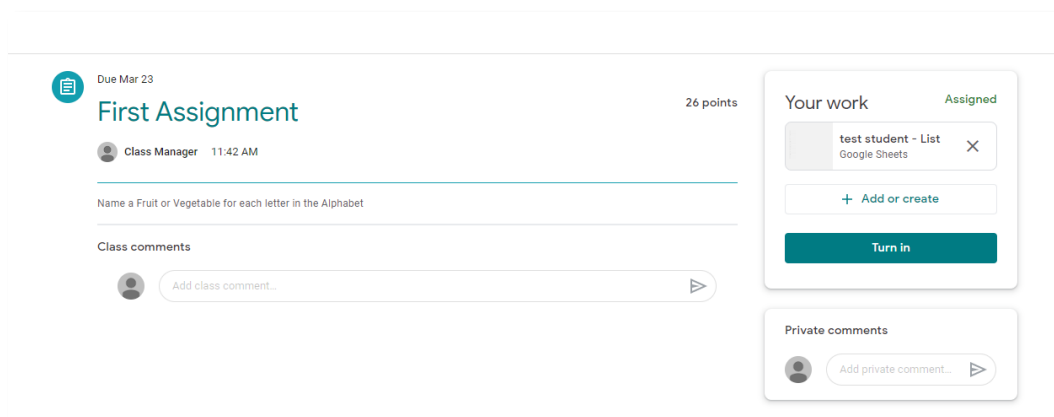 Due Mar 23
First Assignment
26 points
Class Manager 11:42 AM
Name a Fruit or Vegetable for each letter in the Alphabet
Class comments
Add class comment...
Your work
Assigned
test student - List
Google Sheets
+ Add or create
Turn in
Private comments
Add private comment...